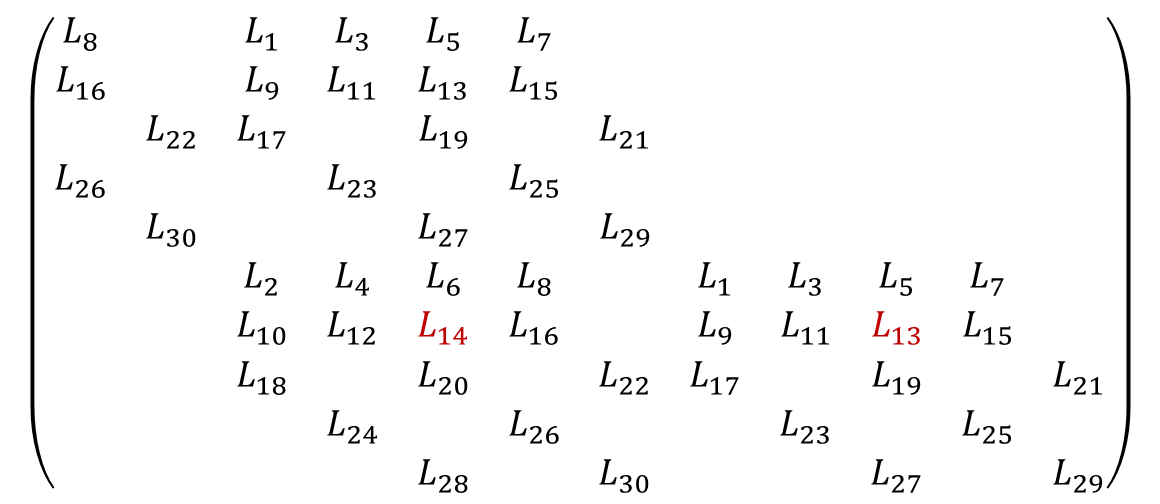 L₈ L₁ L₃ L₅ L₇
L₁₆ L₉ L₁₁ L₁₃ L₁₅
L₂₂ L₁₇ L₁₉ L₂₁
L₂₆ L₂₃ L₂₅
L₃₀ L₂₇ L₂₉
L₂ L₄ L₆ L₈ L₁ L₃ L₅ L₇
L₁₀ L₁₂ L₁₄ L₁₆ L₉ L₁₁ L₁₃ L₁₅
L₁₈ L₂₀ L₂₂ L₁₇ L₁₉ L₂₁
L₂₄ L₂₆ L₂₃ L₂₅
L₂₈ L₃₀ L₂₇ L₂₉